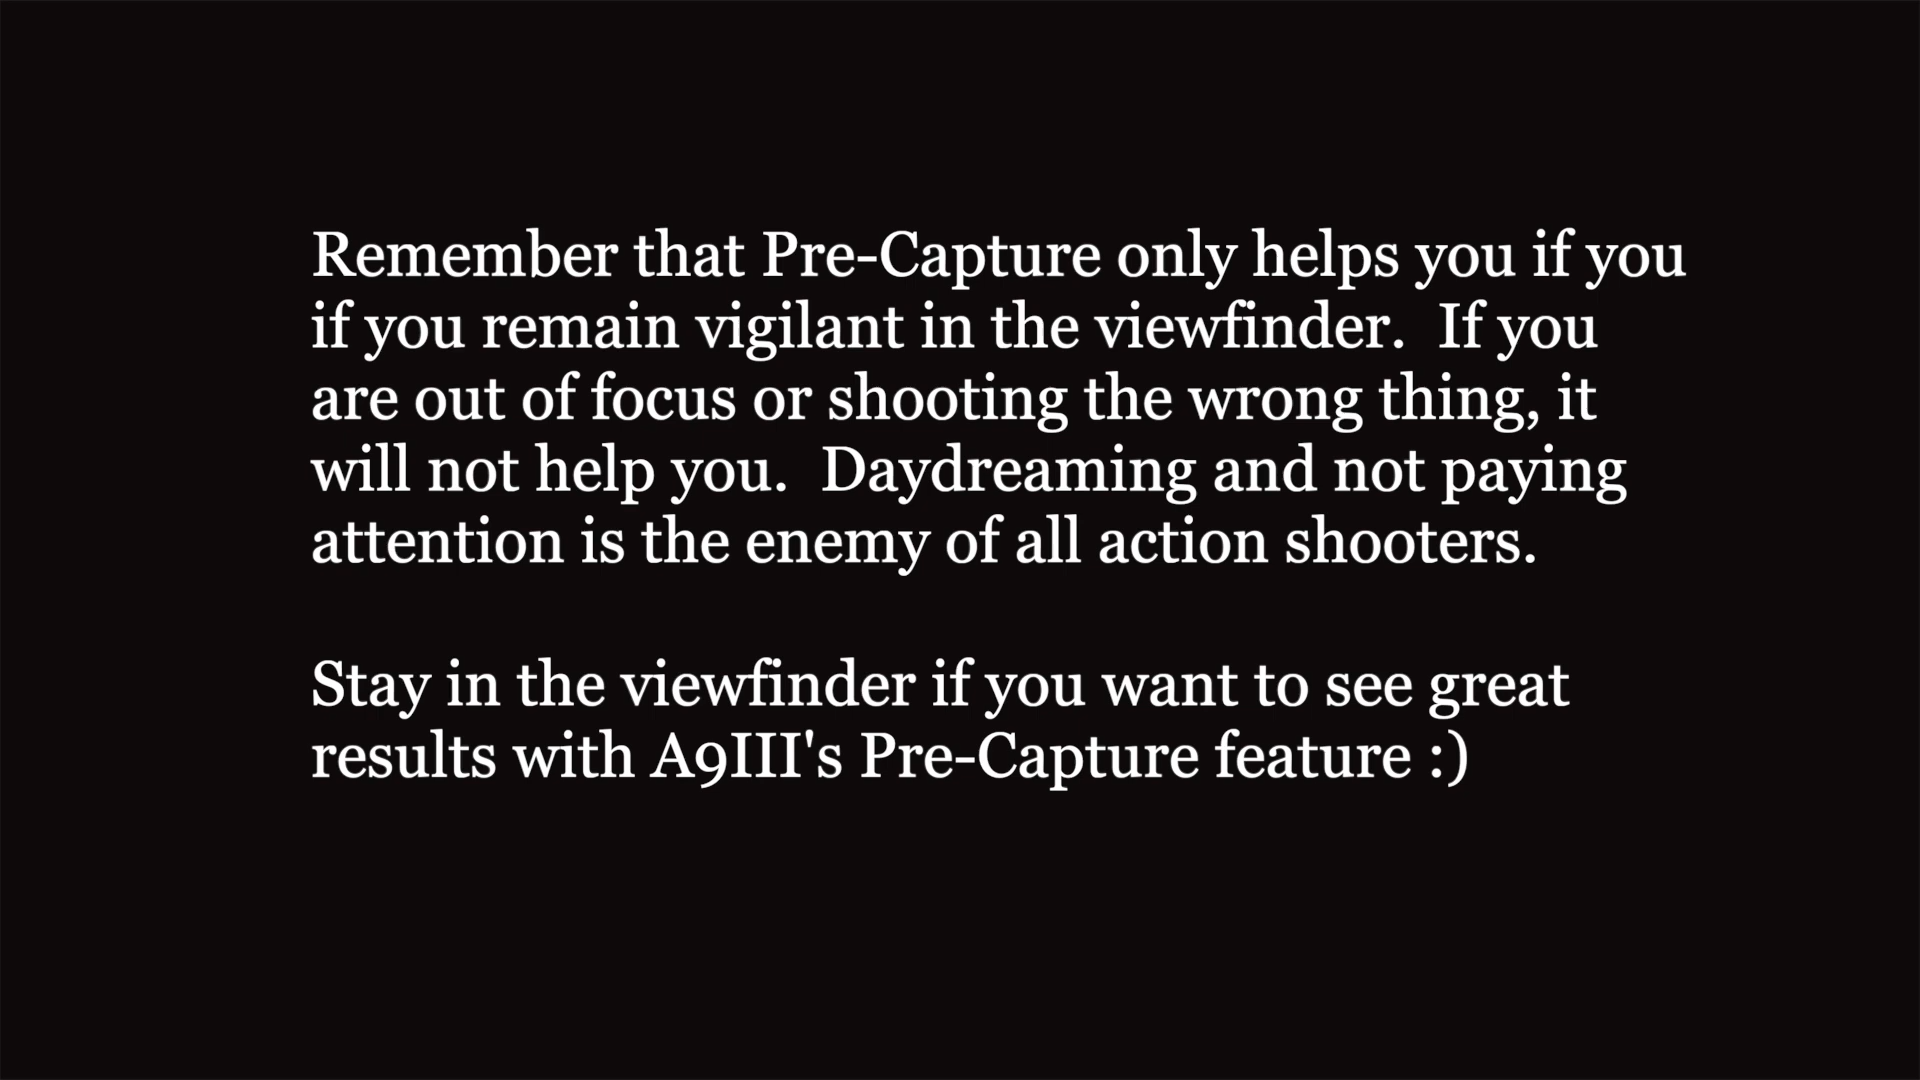 Remember that Pre-Capture only helps you if you
if you remain vigilant in the viewfinder.  If you
are out of focus or shooting the wrong thing, it
will not help you.  Daydreaming and not paying
attention is the enemy of all action shooters.
Stay in the viewfinder if you want to see great
results with A9III's Pre-Capture feature :)